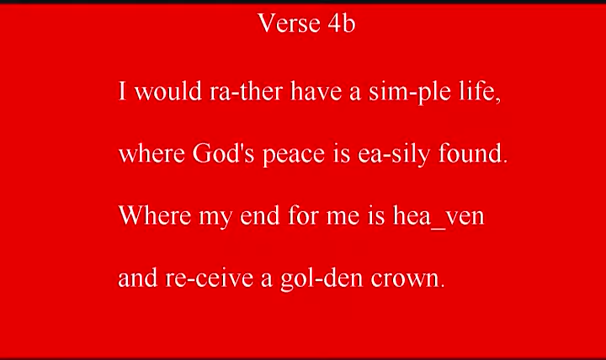 Verse 4b
I would ra-ther have a sim-ple life,
where God's peace is ea-sily found.
Where my end for me is hea_ven
and re-ceive a gol-den crown.